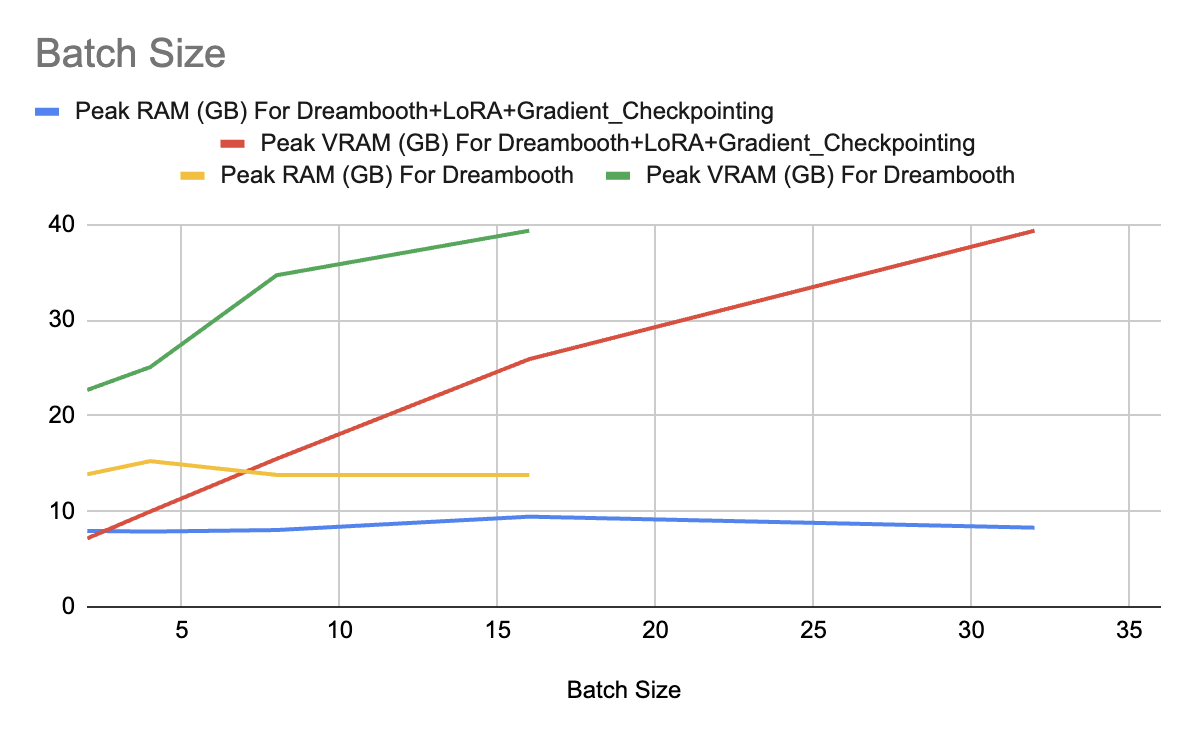 Batch Size
Peak RAM (GB) For Dreambooth+LoRA+Gradient_Checkpointing
Peak VRAM (GB) For Dreambooth+LoRA+Gradient_Checkpointing
Peak RAM (GB) For Dreambooth Peak VRAM (GB) For Dreambooth
40
30
20
10
0
5 10 15 20 25 30 35
Batch Size